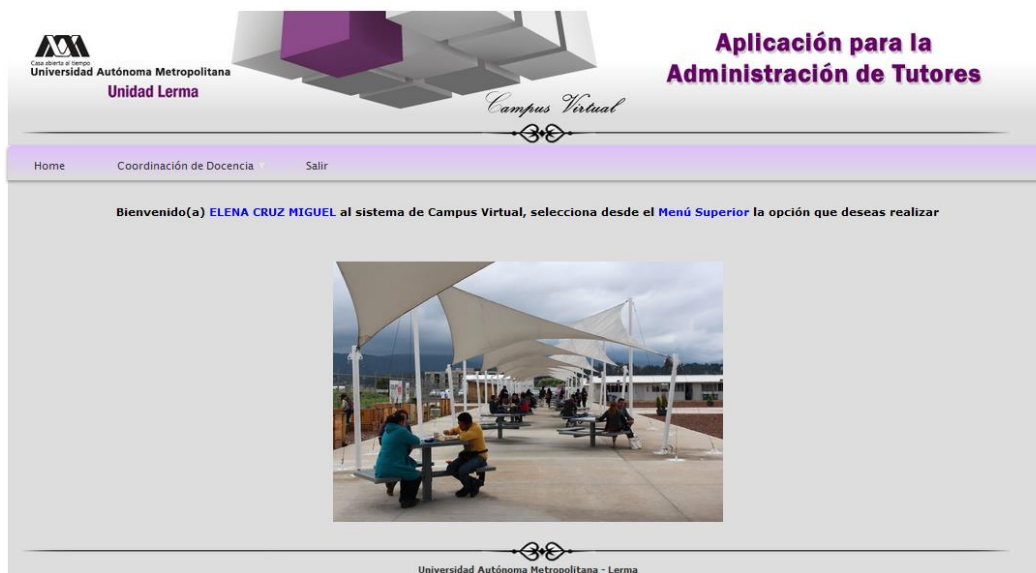 Casa abierta al tiempo
Universidad Autónoma Metropolitana
Unidad Lerma
Campus Virtual
Aplicación para la
Administración de Tutores
Home Coordinación de Docencia Salir
Bienvenido(a) ELENA CRUZ MIGUEL al sistema de Campus Virtual, selecciona desde el Menú Superior la opción que deseas realizar
Universidad Autónoma Metropolitana - Lerma